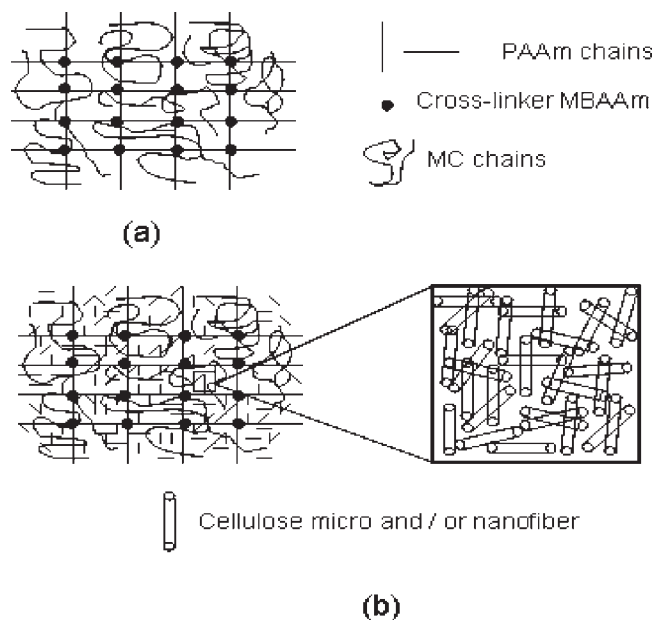 PAAm chains
Cross-linker MBAAm
MC chains
(a)
Cellulose micro and / or nanofiber
(b)